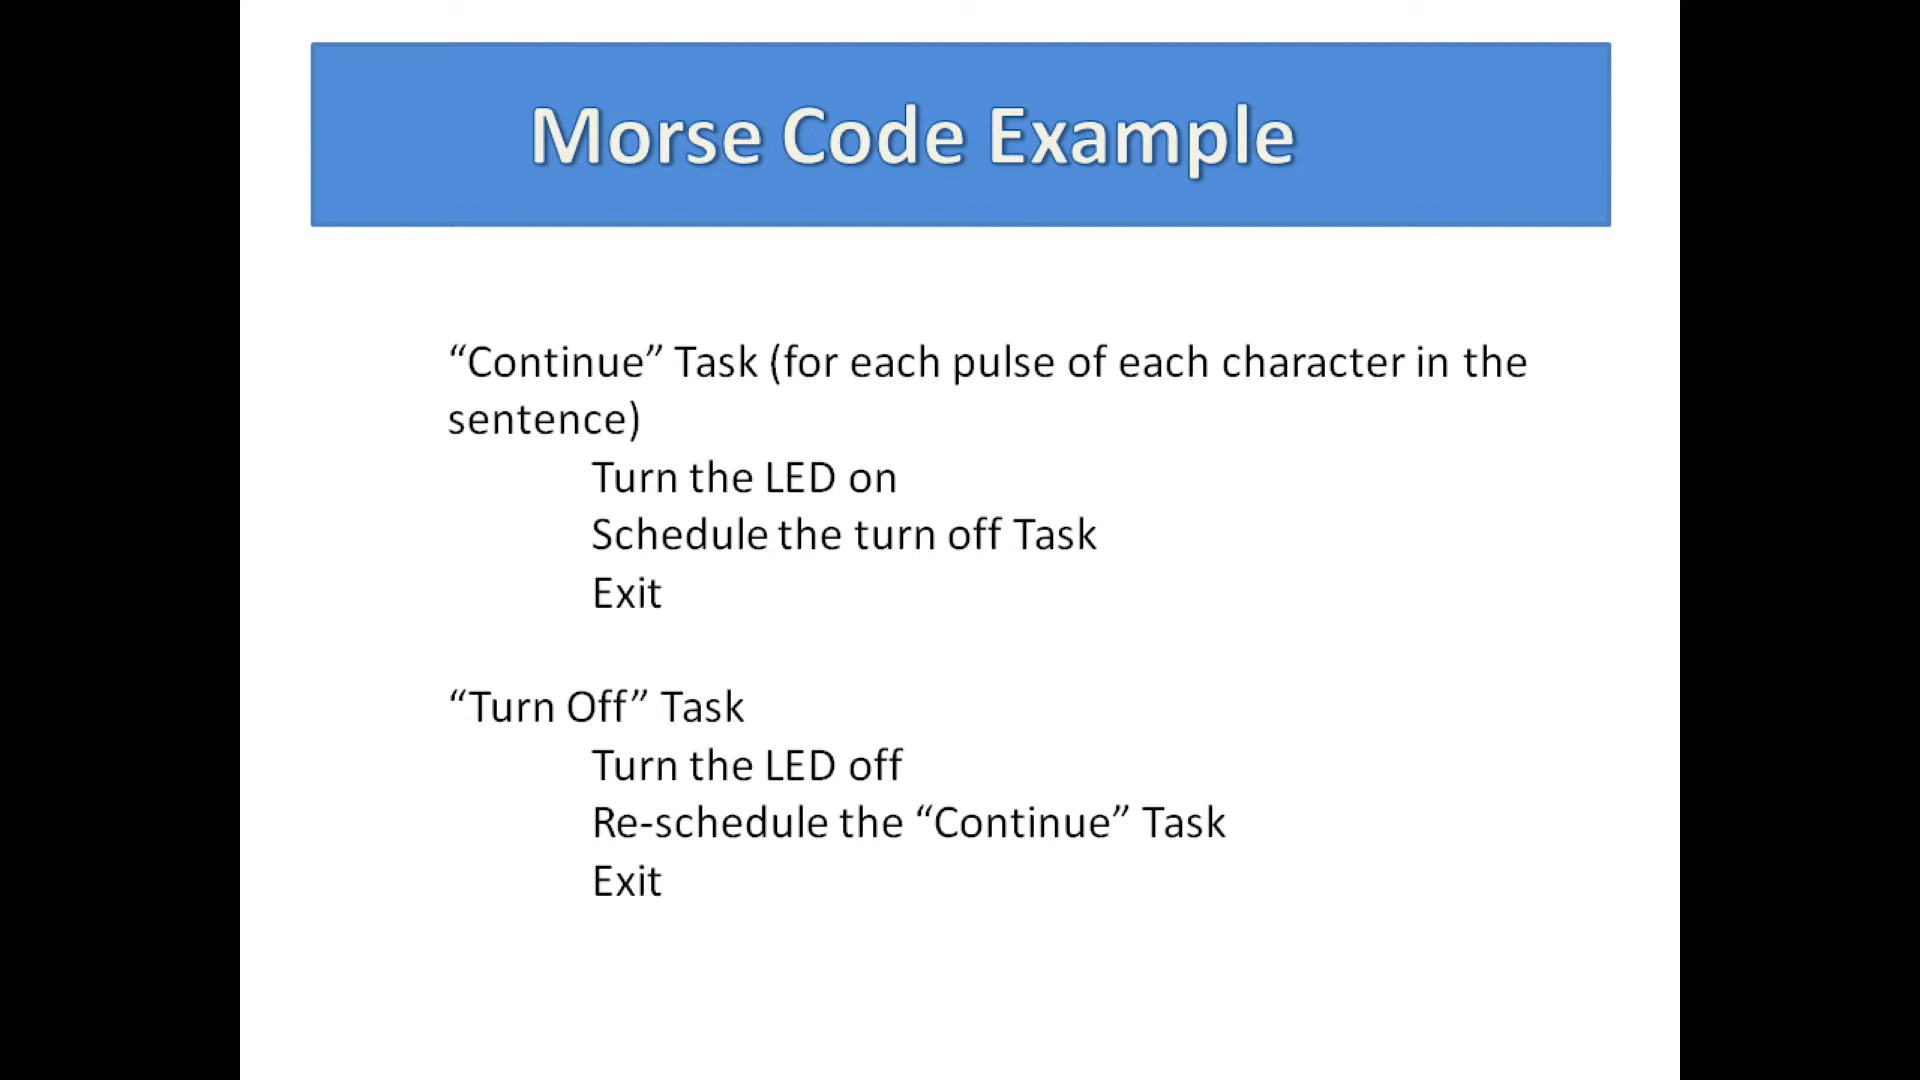 Morse Code Example
“Continue” Task (for each pulse of each character in the
sentence)
Turn the LED on
Schedule the turn off Task
Exit
“Turn Off” Task
Turn the LED off
Re-schedule the “Continue” Task
Exit